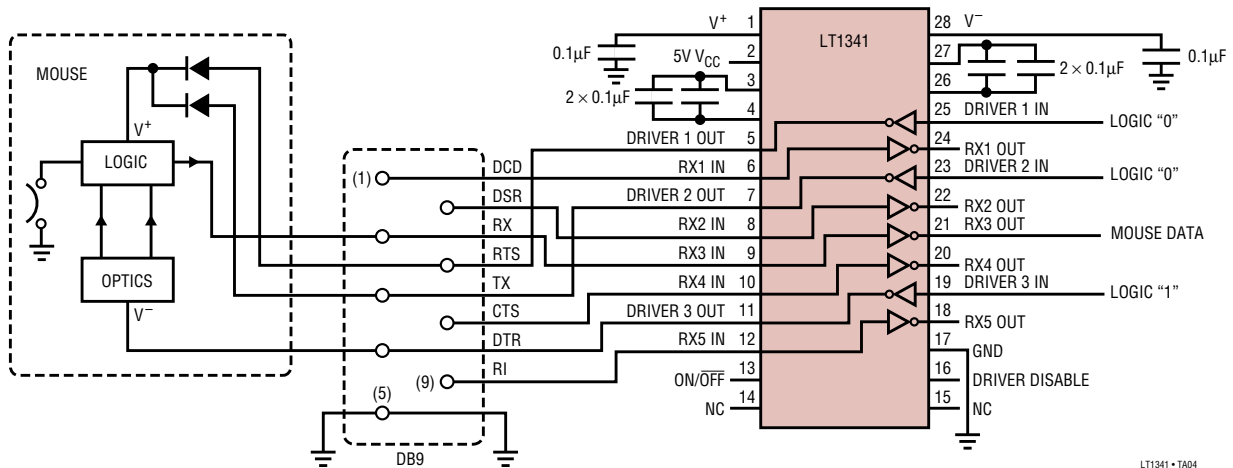 MOUSE
V+
LOGIC
OPTICS
V−
(1)
(9)
(5)
DB9
DCD
DSR
RX
RTS
TX
CTS
DTR
RI
V+ 1
0.1µF
5V VCC 2
3
2 × 0.1µF
4
DRIVER 1 OUT 5
RX1 IN 6
DRIVER 2 OUT 7
RX2 IN 8
RX3 IN 9
RX4 IN 10
DRIVER 3 OUT 11
RX5 IN 12
ON/O̅F̅F̅ 13
NC 14
LT1341
28 V−
0.1µF
27
2 × 0.1µF
26
25 DRIVER 1 IN LOGIC “0”
24 RX1 OUT
23 DRIVER 2 IN LOGIC “0”
22 RX2 OUT
21 RX3 OUT MOUSE DATA
20 RX4 OUT
19 DRIVER 3 IN LOGIC “1”
18 RX5 OUT
17 GND
16 DRIVER DISABLE
15 NC
LT1341 • TA04